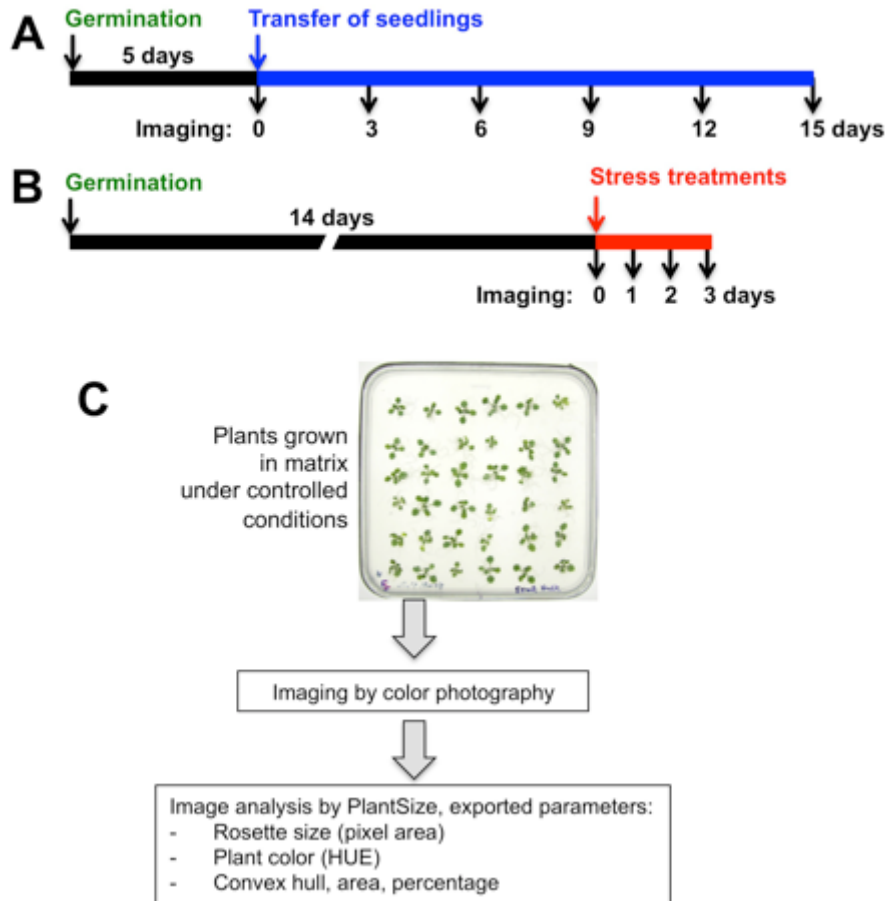 A
Germination
Transfer of seedlings
5 days
Imaging: 0 3 6 9 12 15 days
B
Germination
Stress treatments
14 days
Imaging: 0 1 2 3 days
C
Plants grown
in matrix
under controlled
conditions
Imaging by color photography
Image analysis by PlantSize, exported parameters:
- Rosette size (pixel area)
- Plant color (HUE)
- Convex hull, area, percentage